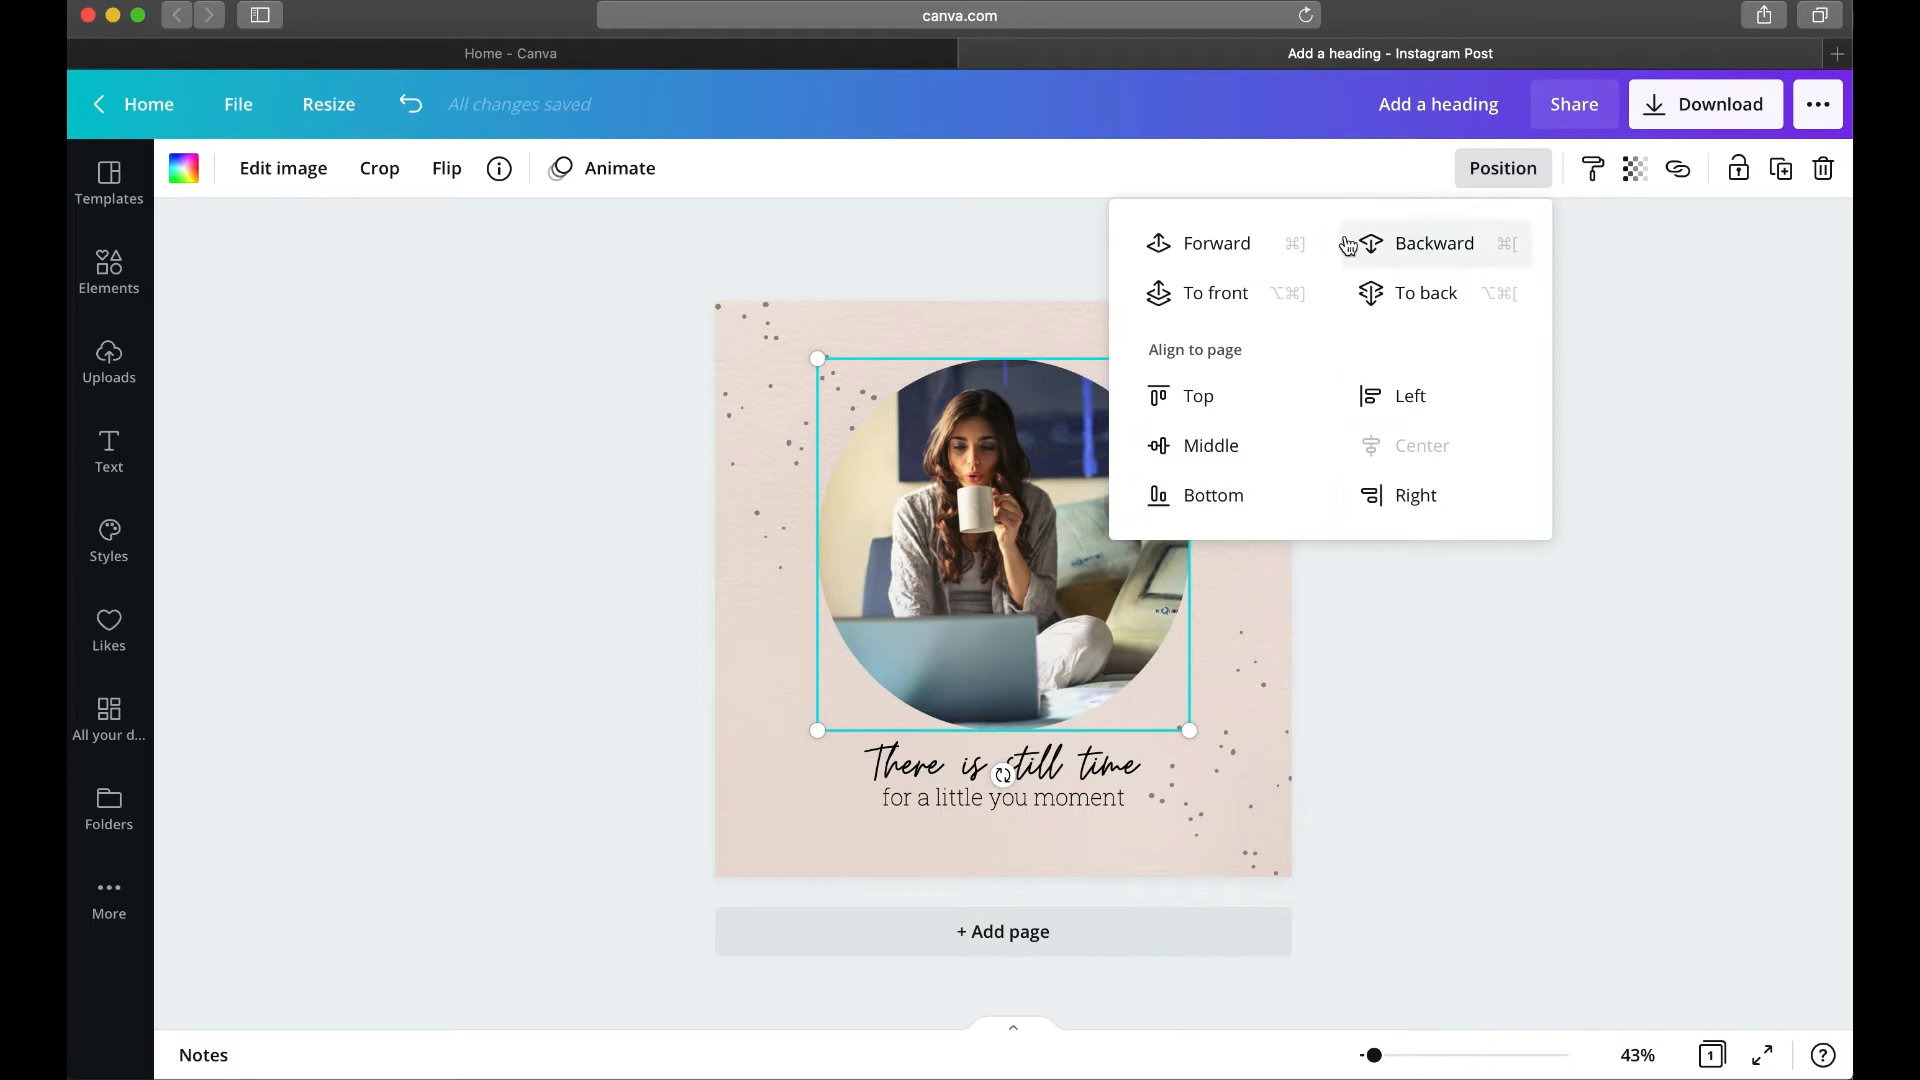 canva.com
Home - Canva
Add a heading - Instagram Post
Home
File
Resize
All changes saved
Add a heading
Share
Download
Edit image
Crop
Flip
Animate
Position
Templates
Elements
Uploads
Text
Styles
Likes
All your d...
Folders
More
Forward ⌘]
Backward ⌘[
To front ⌥⌘]
To back ⌥⌘[
Align to page
Top
Left
Middle
Center
Bottom
Right
There is still time
for a little you moment
+ Add page
Notes
43%
1
?